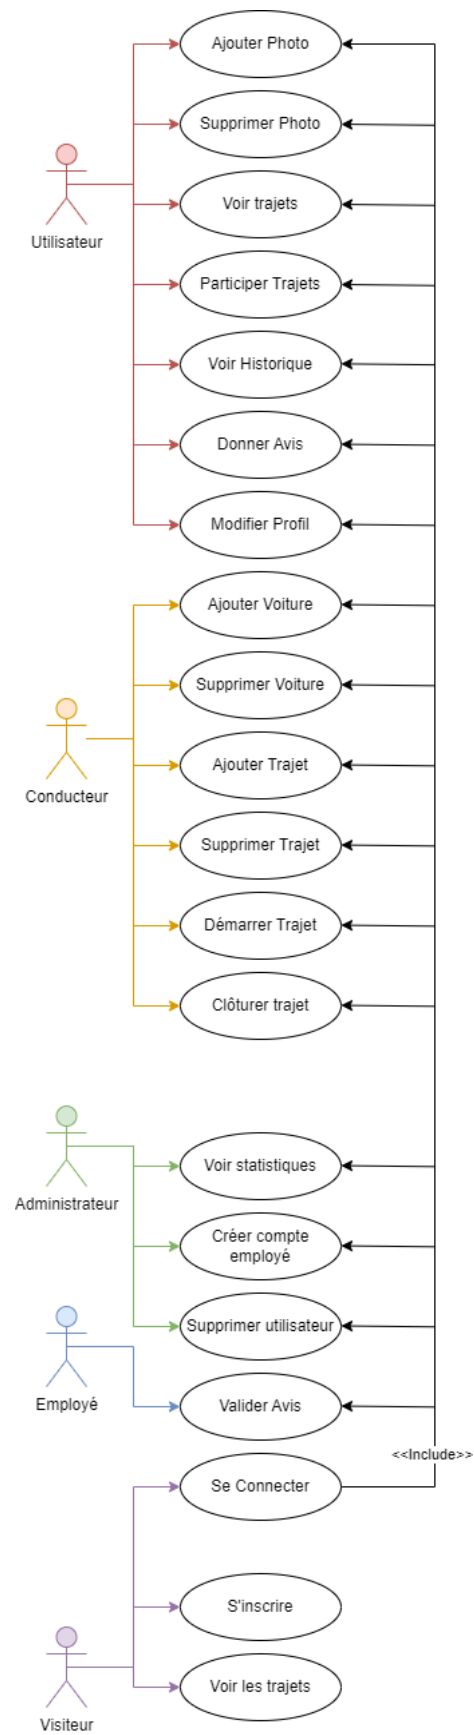 Ajouter Photo
Supprimer Photo
Voir trajets
Utilisateur
Participer Trajets
Voir Historique
Donner Avis
Modifier Profil
Ajouter Voiture
Supprimer Voiture
Ajouter Trajet
Conducteur
Supprimer Trajet
Démarrer Trajet
Clôturer trajet
Voir statistiques
Administrateur
Créer compte
employé
Supprimer utilisateur
Employé
Valider Avis
<<Include>>
Se Connecter
S'inscrire
Voir les trajets
Visiteur